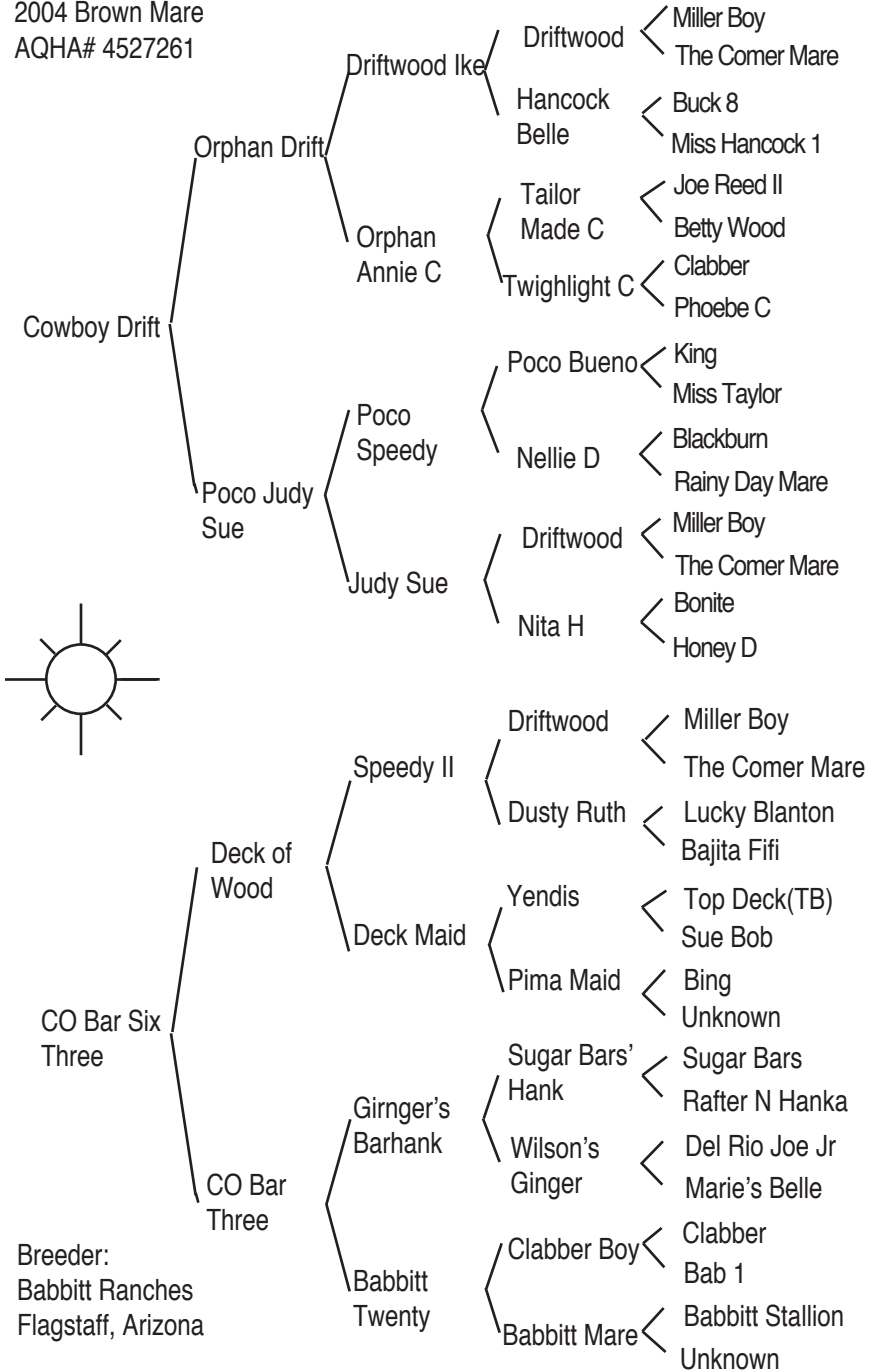 2004 Brown Mare
AQHA# 4527261
Cowboy Drift
Orphan Drift
Driftwood Ike
Driftwood
Miller Boy
The Comer Mare
Hancock
Belle
Buck 8
Miss Hancock 1
Orphan
Annie C
Tailor
Made C
Joe Reed II
Betty Wood
Twighlight C
Clabber
Phoebe C
Poco Judy
Sue
Poco
Speedy
Poco Bueno
King
Miss Taylor
Nellie D
Blackburn
Rainy Day Mare
Judy Sue
Driftwood
Miller Boy
The Comer Mare
Nita H
Bonite
Honey D
CO Bar Six
Three
Deck of
Wood
Speedy II
Driftwood
Miller Boy
The Comer Mare
Dusty Ruth
Lucky Blanton
Bajita Fifi
Deck Maid
Yendis
Top Deck(TB)
Sue Bob
Pima Maid
Bing
Unknown
CO Bar
Three
Girnger's
Barhank
Sugar Bars'
Hank
Sugar Bars
Rafter N Hanka
Wilson's
Ginger
Del Rio Joe Jr
Marie's Belle
Babbitt
Twenty
Clabber Boy
Clabber
Bab 1
Babbitt Mare
Babbitt Stallion
Unknown
Breeder:
Babbitt Ranches
Flagstaff, Arizona